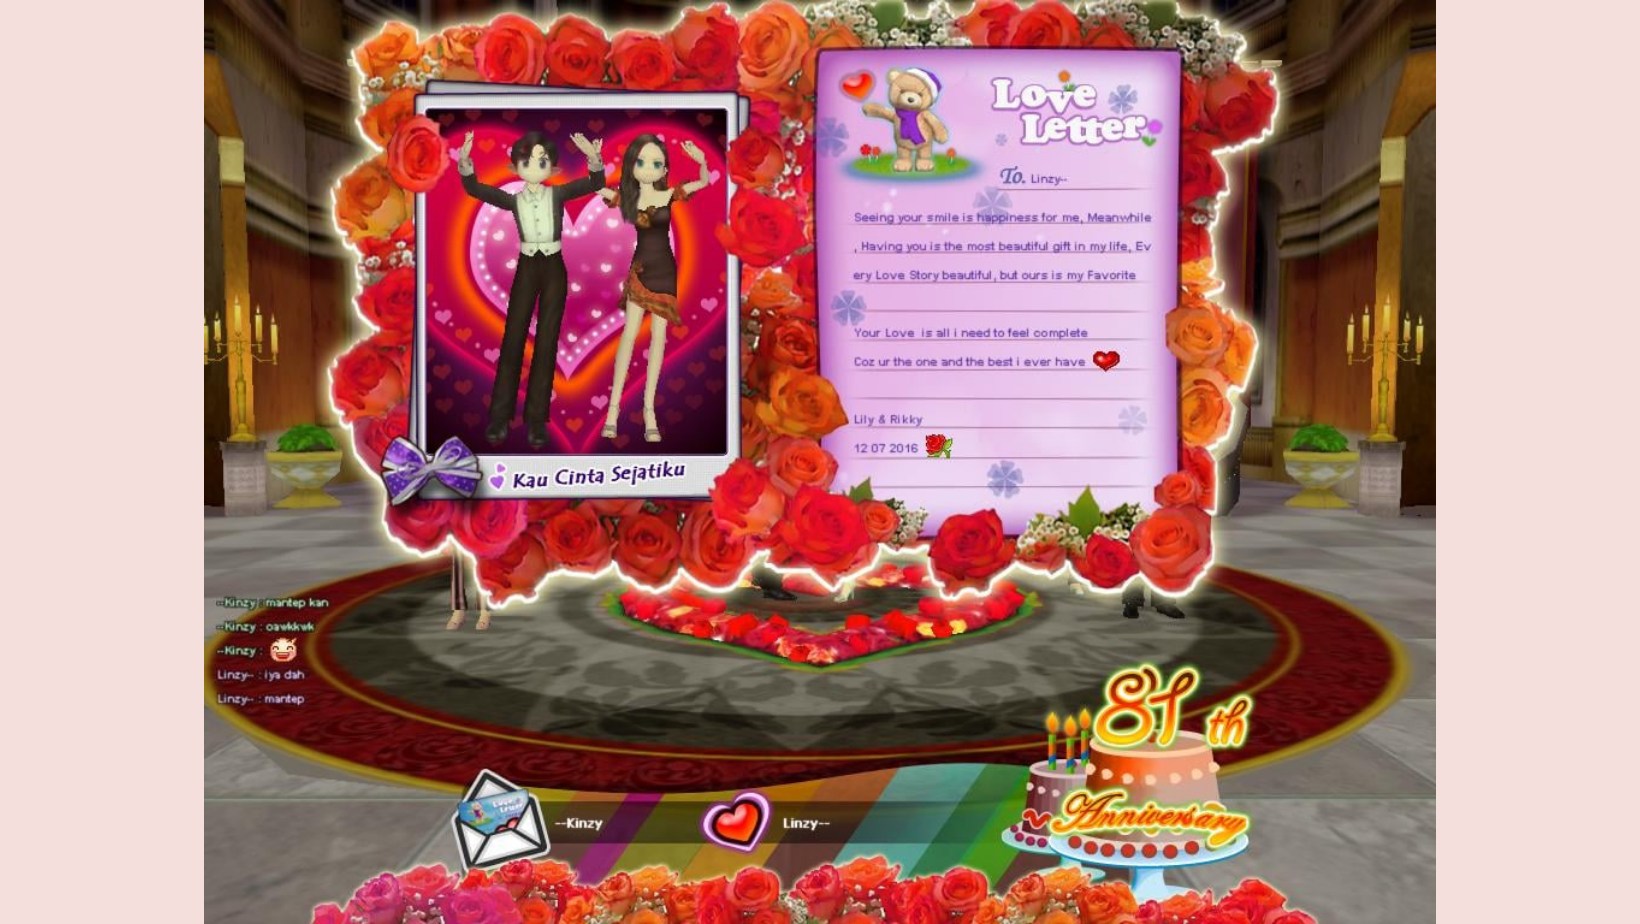 Love
Letter
To. Linzy--
Seeing your smile is happiness for me, Meanwhile
, Having you is the most beautiful gift in my life, Ev
ery Love Story beautiful, but ours is my Favorite
Your Love is all i need to feel complete
Coz ur the one and the best i ever have
Lily & Rikky
12 07 2016
Kau Cinta Sejatiku
--Kinzy : mantep kan
--Kinzy : oawkkwk
--Kinzy :
Linzy-- : iya dah
Linzy-- : mantep
81th
Anniversary
Love
Letter
--Kinzy
Linzy--